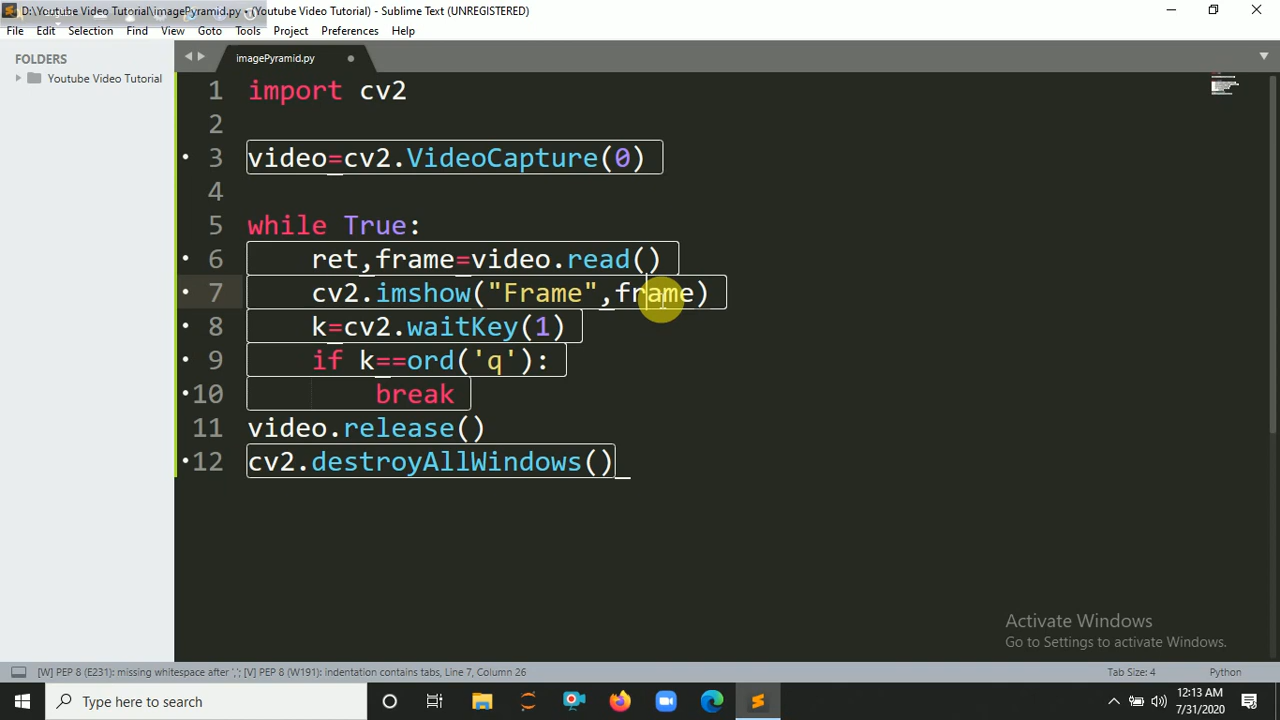 D:\Youtube Video Tutorial\imagePyramid.py • (Youtube Video Tutorial) - Sublime Text (UNREGISTERED)
File Edit Selection Find View Goto Tools Project Preferences Help
FOLDERS
Youtube Video Tutorial
imagePyramid.py
1 import cv2
2
3 video=cv2.VideoCapture(0)
4
5 while True:
6 ret,frame=video.read()
7 cv2.imshow("Frame",frame)
8 k=cv2.waitKey(1)
9 if k==ord('q'):
10 break
11 video.release()
12 cv2.destroyAllWindows()
Activate Windows
Go to Settings to activate Windows.
[W] PEP 8 (E231): missing whitespace after ','; [V] PEP 8 (W191): indentation contains tabs, Line 7, Column 26
Tab Size: 4
Python
Type here to search
12:13 AM
7/31/2020